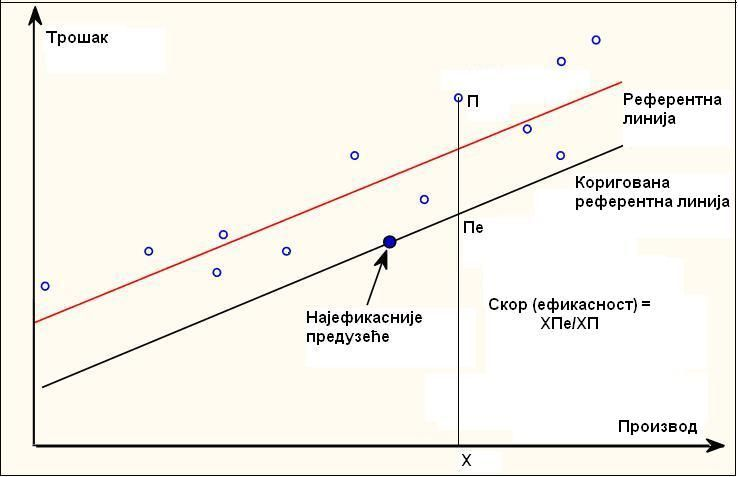 Трошак
П
Референтна
линија
Коригована
референтна линија
Пе
Најефикасније
предузеће
Скор (ефикасност) =
ХПе/ХП
Производ
Х